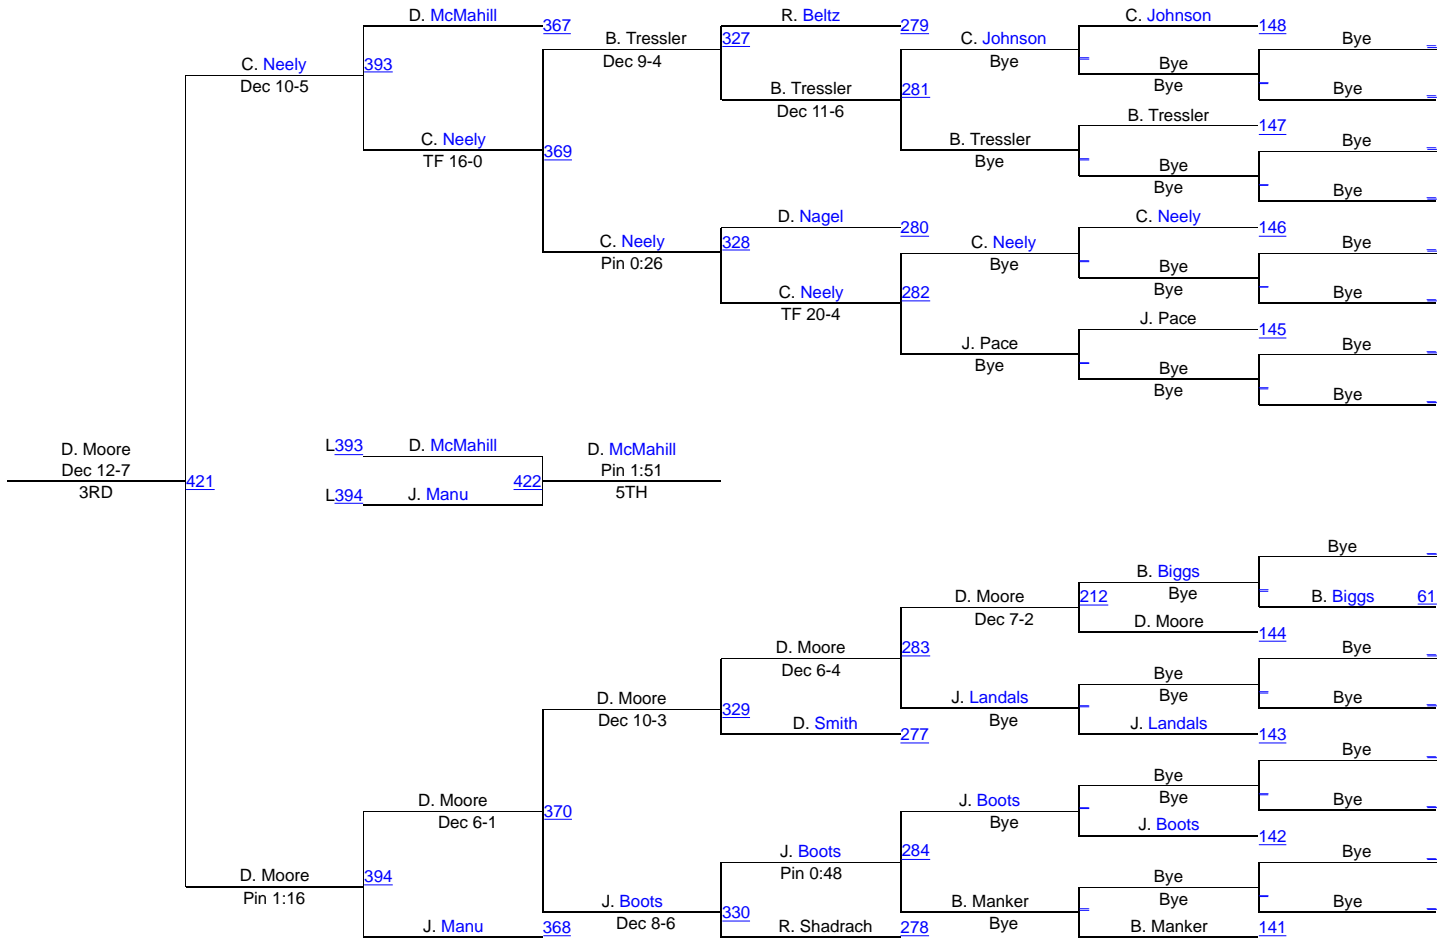 D. McMahill 367
R. Beltz 279
C. Johnson 148
B. Tressler 327
C. Johnson
Bye
C. Neely 393
Dec 9-4
Bye
Bye
Dec 10-5
B. Tressler 281
Bye
Bye
Dec 11-6
B. Tressler 147
C. Neely 369
B. Tressler
Bye
TF 16-0
Bye
Bye
Bye
Bye
D. Nagel 280
C. Neely 146
C. Neely 328
C. Neely
Bye
Pin 0:26
Bye
Bye
C. Neely 282
Bye
Bye
TF 20-4
J. Pace 145
J. Pace
Bye
Bye
Bye
Bye
Bye
L393 D. McMahill
D. McMahill
D. Moore
Dec 12-7
Pin 1:51
421
422
3RD
L394 J. Manu
5TH
Bye
B. Biggs
D. Moore 212
Bye
B. Biggs 61
Dec 7-2
D. Moore 144
D. Moore 283
Bye
Dec 6-4
Bye
D. Moore 329
J. Landals
Bye
Bye
Dec 10-3
D. Smith 277
Bye
J. Landals 143
Bye
Bye
D. Moore 370
J. Boots
Bye
Bye
Dec 6-1
Bye
J. Boots 142
J. Boots 284
Bye
D. Moore 394
Pin 0:48
Bye
Pin 1:16
J. Boots 330
B. Manker
Bye
Bye
J. Manu 368
Dec 8-6
R. Shadrach 278
Bye
B. Manker 141